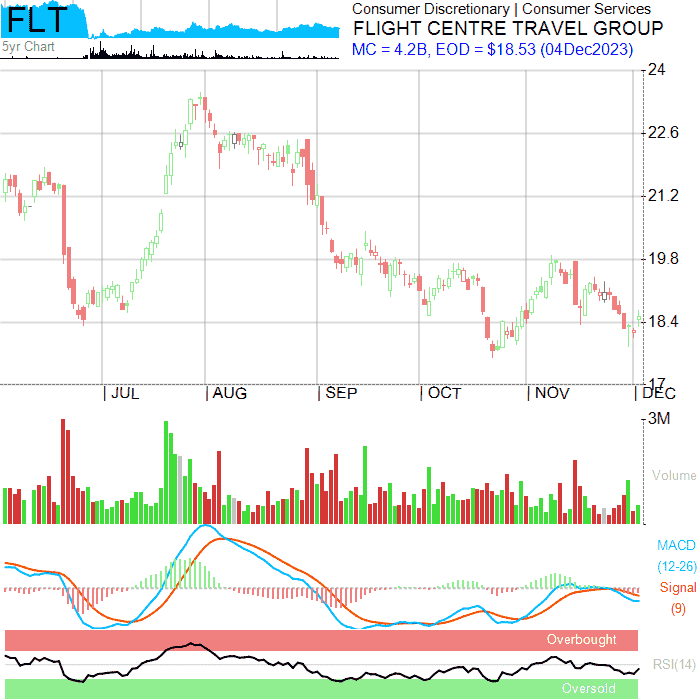 FLT
5yr Chart
Consumer Discretionary | Consumer Services
FLIGHT CENTRE TRAVEL GROUP
MC = 4.2B, EOD = $18.53 (04Dec2023)
24
22.6
21.2
19.8
18.4
17
JUL AUG SEP OCT NOV DEC
3M
Volume
MACD
(12-26)
Signal
(9)
Overbought
RSI(14)
Oversold